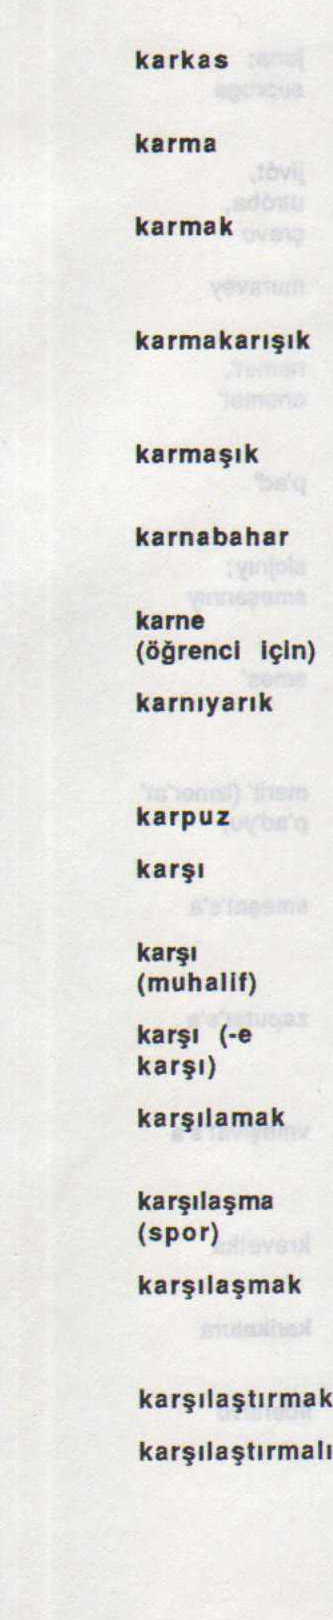 karkas
karma
karmak
karmakarışık
karmaşık
karnabahar
karne
(öğrenci için)
karnıyarık
karpuz
karşı
karşı
(muhalif)
karşı (-e
karşı)
karşılamak
karşılaşma
(spor)
karşılaşmak
karşılaştırmak
karşılaştırmalı